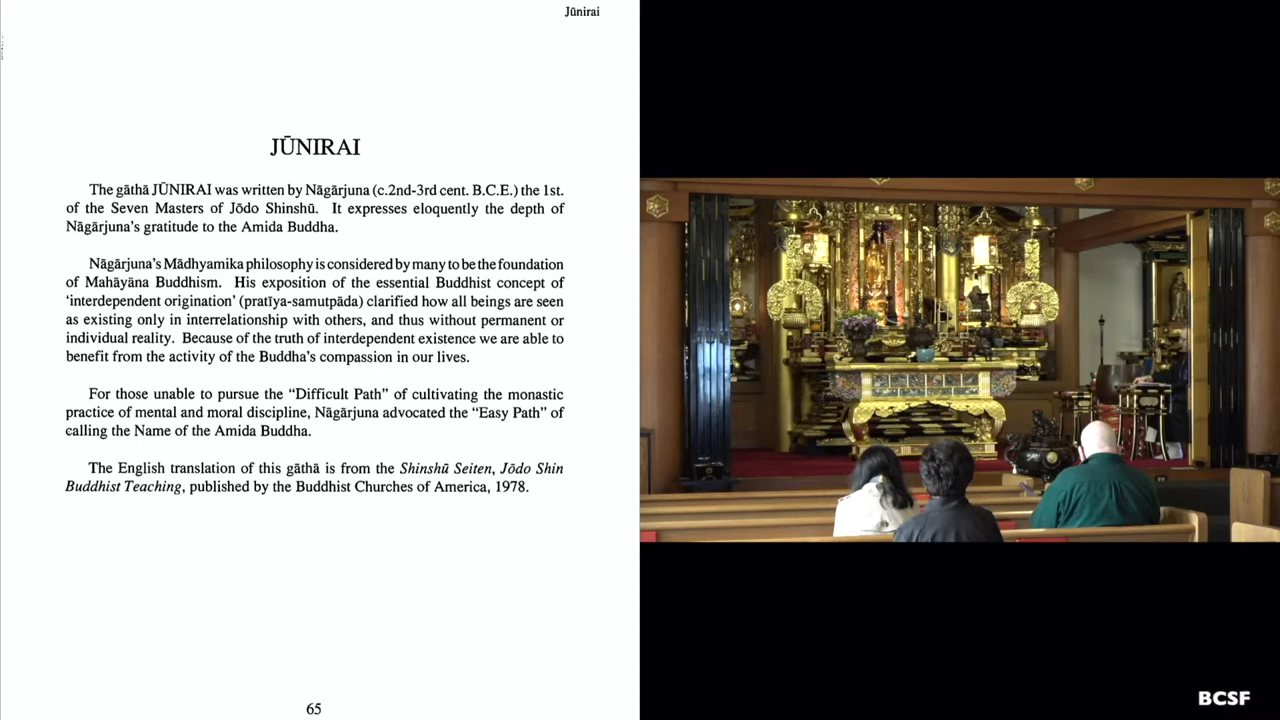 Jūnirai
JŪNIRAI
The gāthā JŪNIRAI was written by Nāgārjuna (c.2nd-3rd cent. B.C.E.) the 1st.
of the Seven Masters of Jōdo Shinshū. It expresses eloquently the depth of
Nāgārjuna's gratitude to the Amida Buddha.
Nāgārjuna's Mādhyamika philosophy is considered by many to be the foundation
of Mahāyāna Buddhism. His exposition of the essential Buddhist concept of
'interdependent origination' (pratīya-samutpāda) clarified how all beings are seen
as existing only in interrelationship with others, and thus without permanent or
individual reality. Because of the truth of interdependent existence we are able to
benefit from the activity of the Buddha's compassion in our lives.
For those unable to pursue the “Difficult Path” of cultivating the monastic
practice of mental and moral discipline, Nāgārjuna advocated the “Easy Path” of
calling the Name of the Amida Buddha.
The English translation of this gāthā is from the Shinshū Seiten, Jōdo Shin
Buddhist Teaching, published by the Buddhist Churches of America, 1978.
65
BCSF